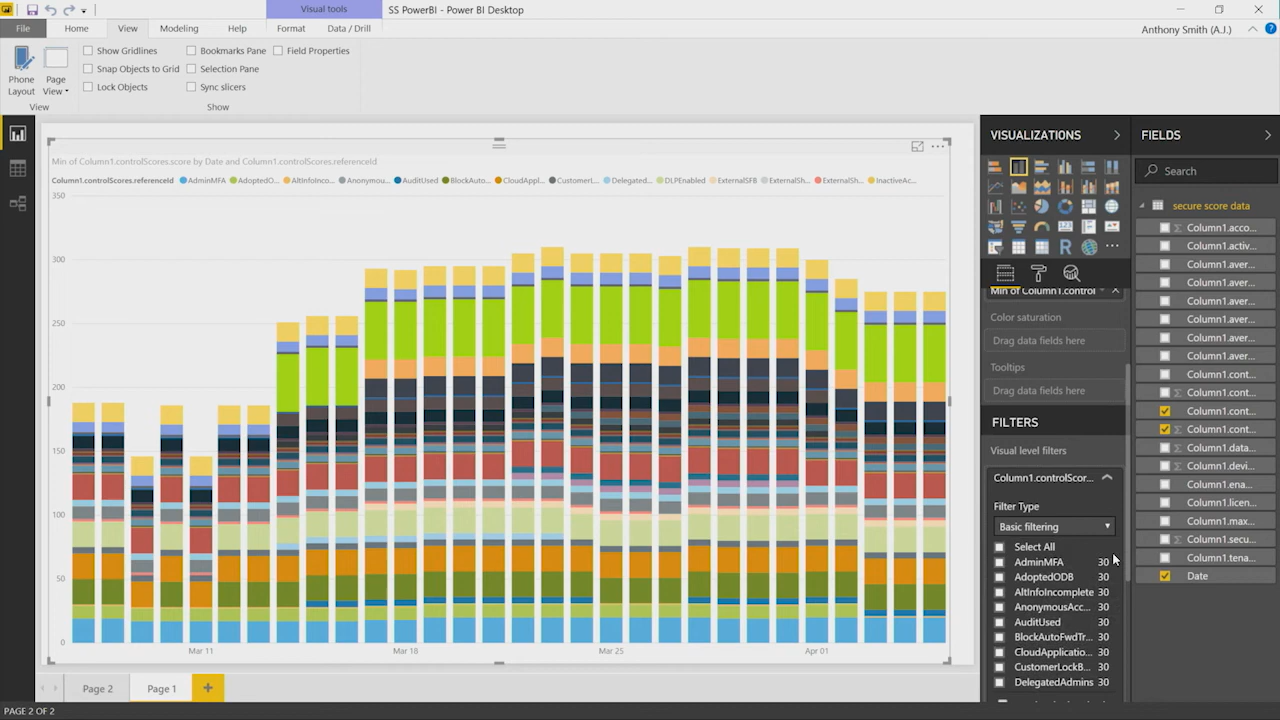 Visual tools
SS PowerBI - Power BI Desktop
File
Home
View
Modeling
Help
Format
Data / Drill
Anthony Smith (A.J.)
Show Gridlines
Bookmarks Pane
Field Properties
Snap Objects to Grid
Selection Pane
Lock Objects
Sync slicers
Phone
Layout
Page
View
View
Show
Min of Column1.controlScores.score by Date and Column1.controlScores.referenceId
Column1.controlScores.referenceId AdminMFA AdoptedO... AltInfoInco... Anonymou... AuditUsed BlockAuto... CloudAppl... CustomerL... Delegated... DLPEnabled ExternalSFB ExternalSh... ExternalSh... InactiveAc...
350
300
250
200
150
100
50
0
Mar 11
Mar 18
Mar 25
Apr 01
Page 2
Page 1
PAGE 2 OF 2
VISUALIZATIONS
R
Min of Column1.control
Color saturation
Drag data fields here
Tooltips
Drag data fields here
FILTERS
Visual level filters
Column1.controlScor...
Filter Type
Basic filtering
Select All
AdminMFA 30
AdoptedODB 30
AltInfoIncomplete 30
AnonymousAcc... 30
AuditUsed 30
BlockAutoFwdTr... 30
CloudApplicatio... 30
CustomerLockB... 30
DelegatedAdmins 30
FIELDS
Search
secure score data
Column1.acco...
Column1.activ...
Column1.aver...
Column1.aver...
Column1.aver...
Column1.aver...
Column1.aver...
Column1.aver...
Column1.cont...
Column1.cont...
Column1.cont...
Column1.cont...
Column1.data...
Column1.devi...
Column1.ena...
Column1.licen...
Column1.max...
Column1.secu...
Column1.tena...
Date